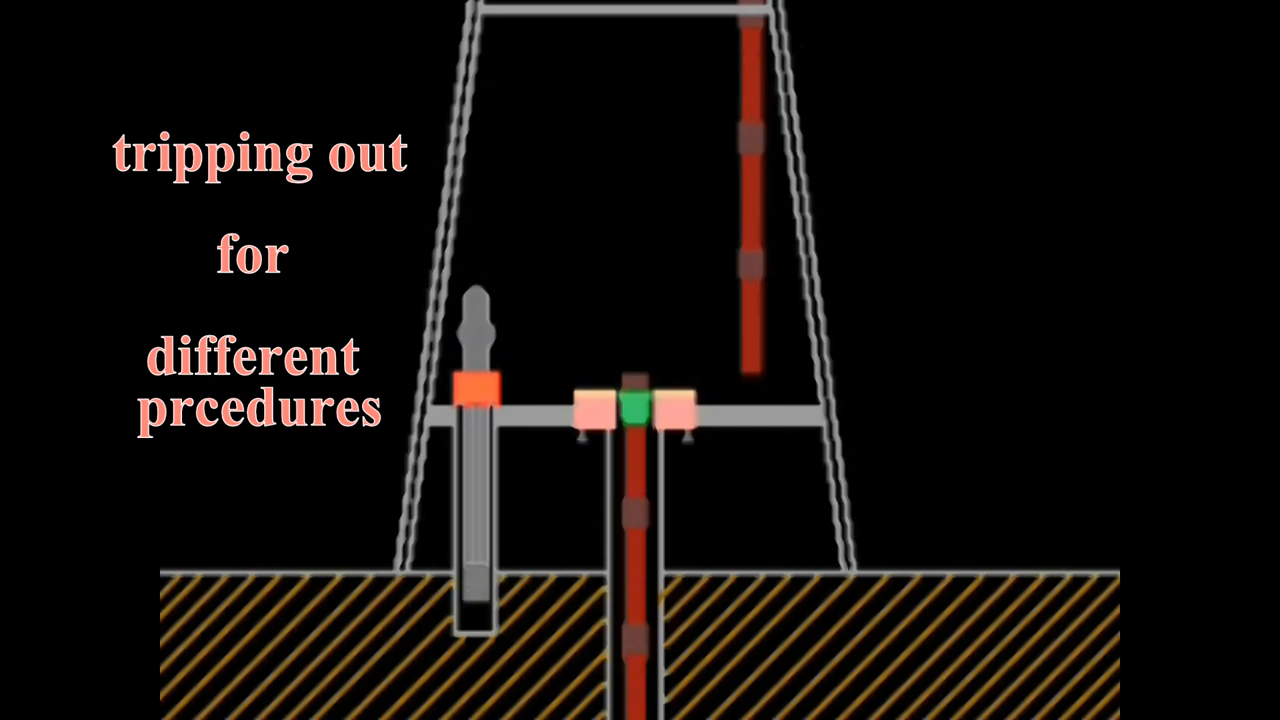 tripping out
for
different
prcedures